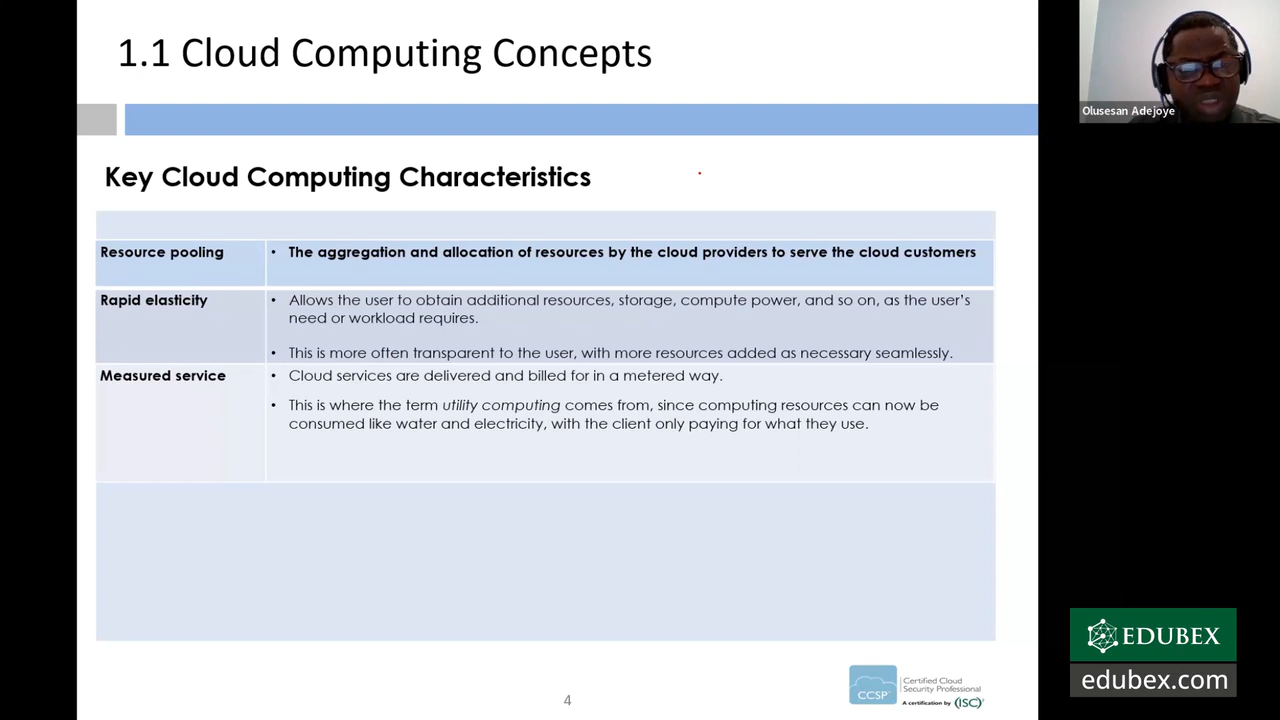 1.1 Cloud Computing Concepts
Olusesan Adejoye
Key Cloud Computing Characteristics
Resource pooling
• The aggregation and allocation of resources by the cloud providers to serve the cloud customers
Rapid elasticity
• Allows the user to obtain additional resources, storage, compute power, and so on, as the user's
need or workload requires.
• This is more often transparent to the user, with more resources added as necessary seamlessly.
Measured service
• Cloud services are delivered and billed for in a metered way.
• This is where the term utility computing comes from, since computing resources can now be
consumed like water and electricity, with the client only paying for what they use.
4
CCSP
Certified Cloud
Security Professional
A certification by (ISC)²
EDUBEX
edubex.com